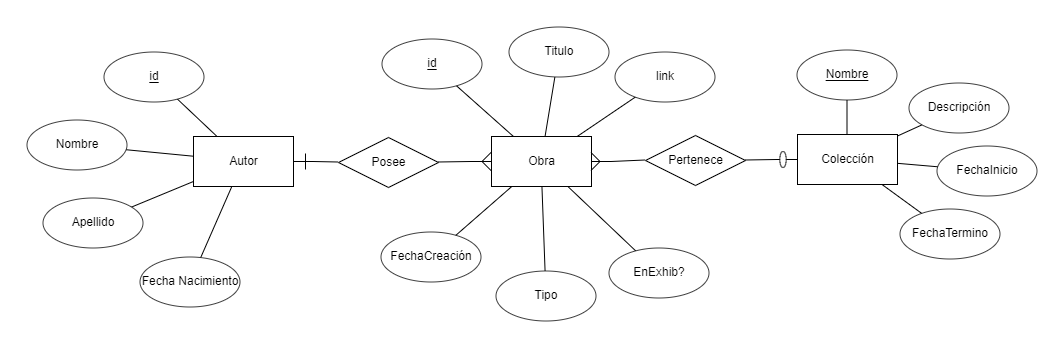 id
Nombre
Apellido
Fecha Nacimiento
Autor
Posee
id
Titulo
link
Obra
FechaCreación
Tipo
EnExhib?
Pertenece
Nombre
Descripción
Colección
FechaInicio
FechaTermino